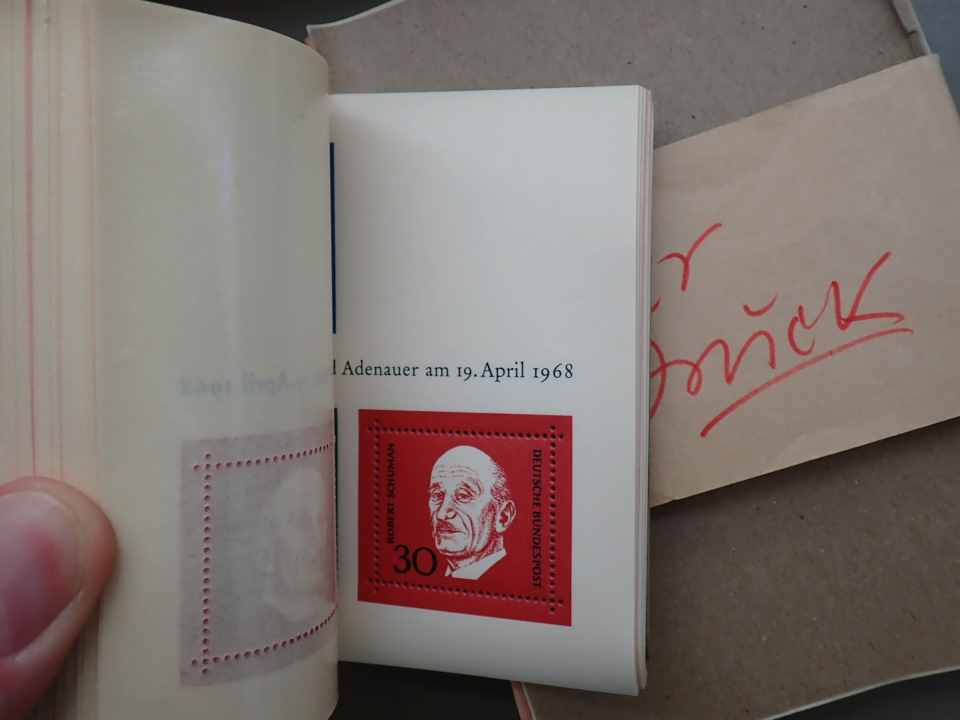 Adenauer am 19. April 1968
ROBERT SCHUMAN
30
DEUTSCHE BUNDESPOST